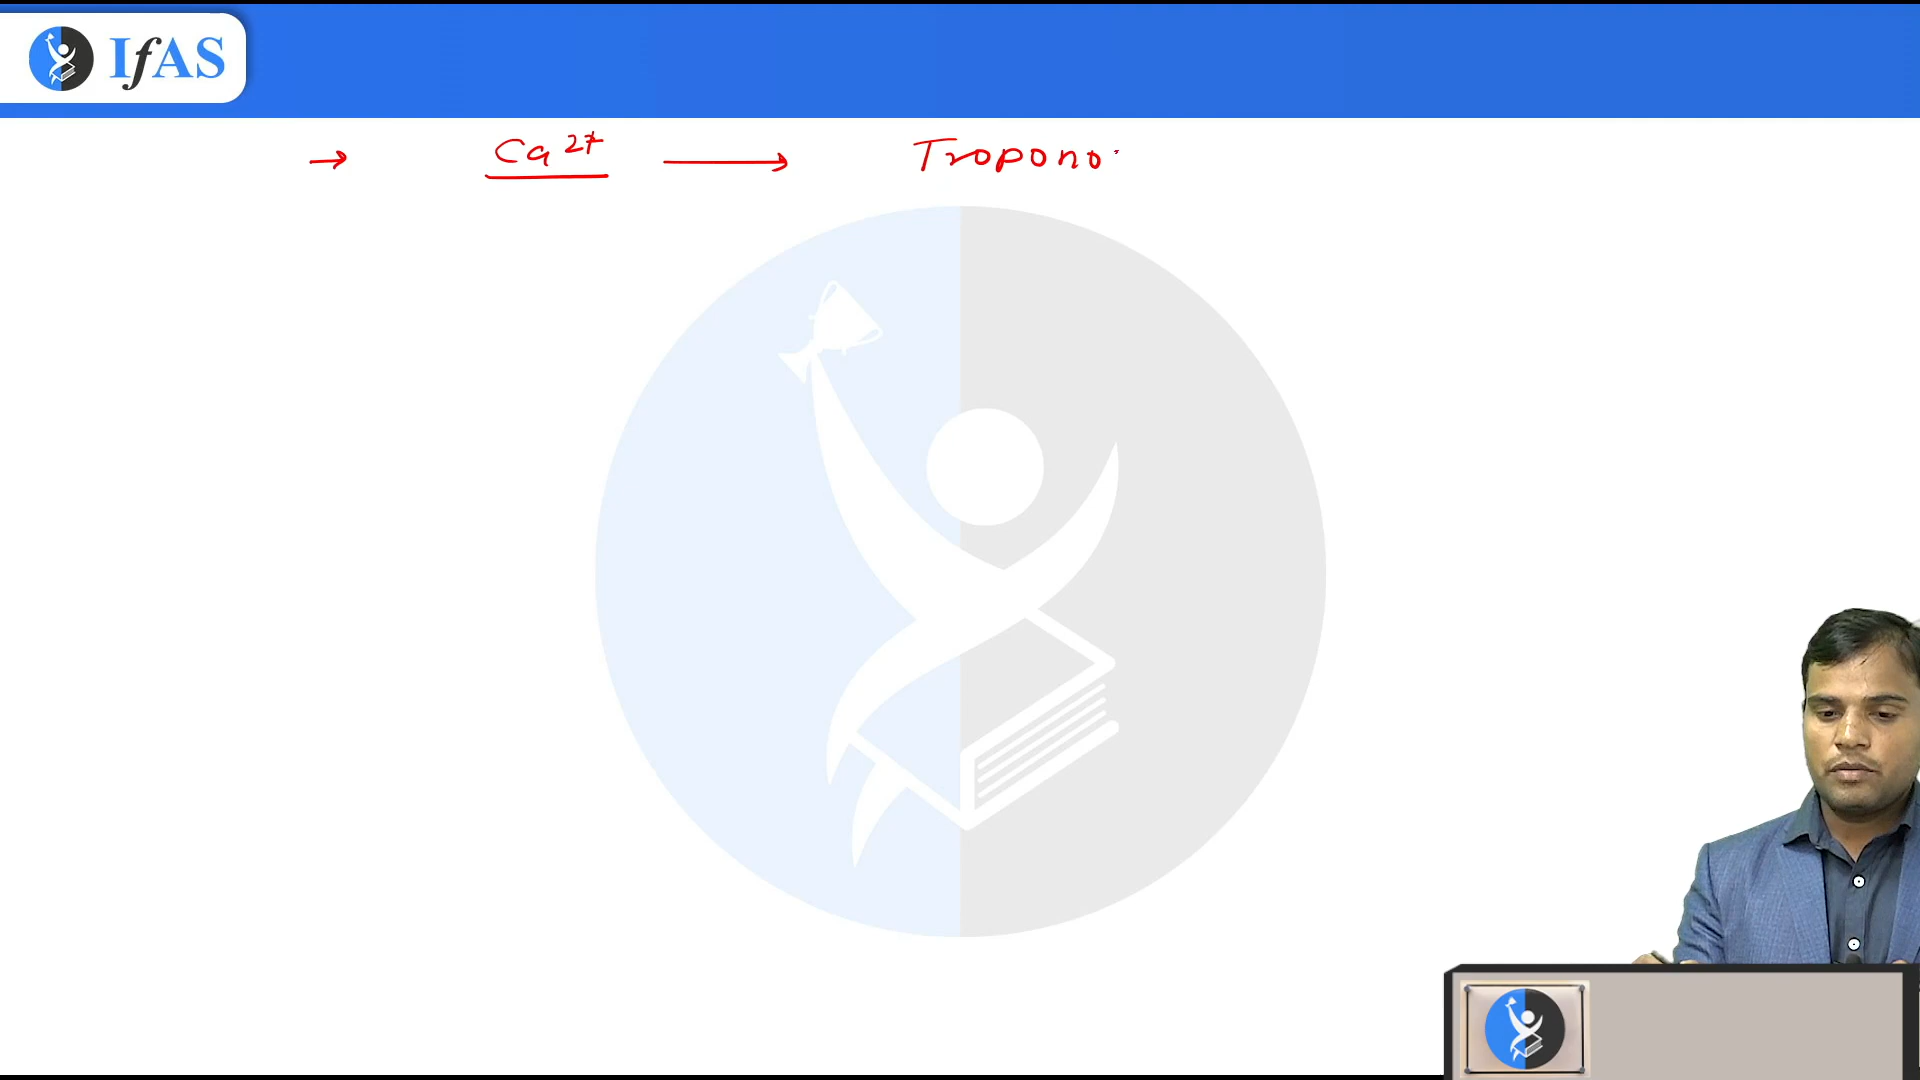 IfAS
→ Ca²⁺ → Tropono